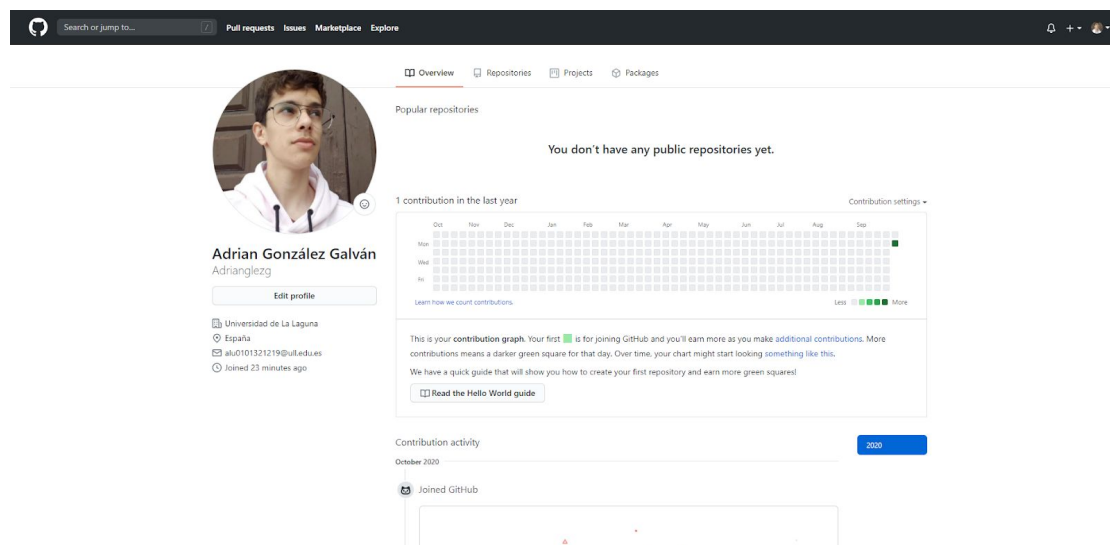 Search or jump to... /
Pull requests Issues Marketplace Explore
Overview Repositories Projects Packages
Popular repositories
You don't have any public repositories yet.
1 contribution in the last year
Contribution settings
Oct Nov Dec Jan Feb Mar Apr May Jun Jul Aug Sep
Mon
Wed
Fri
Learn how we count contributions.
Less More
Adrian González Galván
Adrianglezg
Edit profile
Universidad de La Laguna
España
alu0101321219@ull.edu.es
Joined 23 minutes ago
This is your contribution graph. Your first is for joining GitHub and you'll earn more as you make additional contributions. More
contributions means a darker green square for that day. Over time, your chart might start looking something like this.
We have a quick guide that will show you how to create your first repository and earn more green squares!
Read the Hello World guide
Contribution activity
2020
October 2020
Joined GitHub